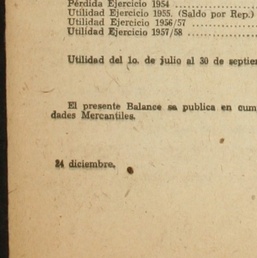 Pérdida Ejercicio 1954
Utilidad Ejercicio 1955. (Saldo por Rep.)
Utilidad Ejercicio 1956/57
Utilidad Ejercicio 1957/58
Utilidad del 1o. de julio al 30 de septien
El presente Balance se publica en cum
dades Mercantiles.
24 diciembre.